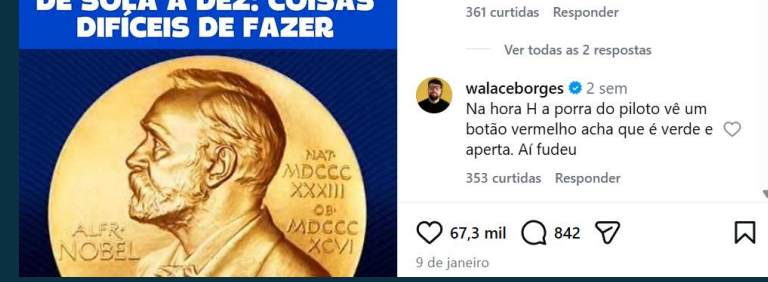 DE SOÇA A DEZ: COISAS
DIFÍCEIS DE FAZER
NAT·
MDCCC
XXXIII
OB·
MDCCC
XCVI
ALFR·
NOBEL
361 curtidas Responder
Ver todas as 2 respostas
walaceborges 2 sem
Na hora H a porra do piloto vê um
botão vermelho acha que é verde e
aperta. Aí fudeu
353 curtidas Responder
67,3 mil 842
9 de janeiro